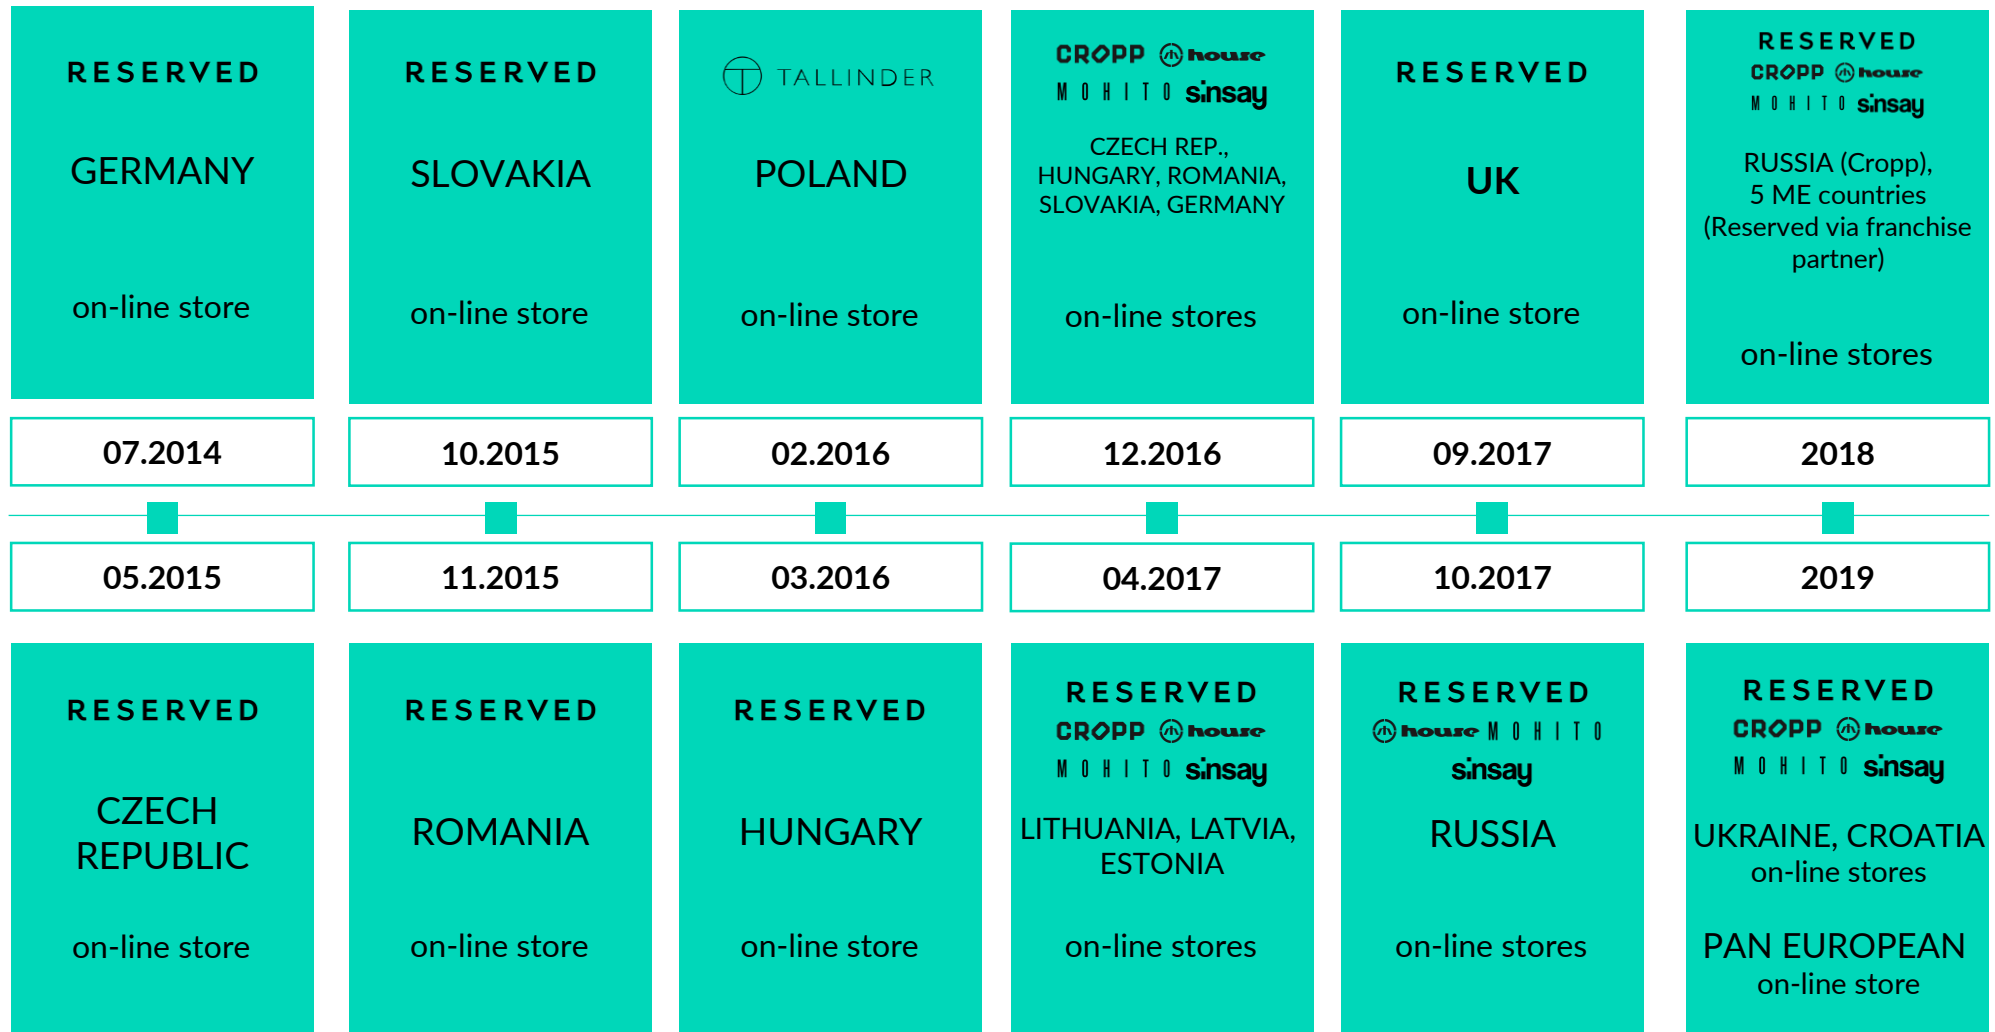 RESERVED
GERMANY
on-line store
07.2014
RESERVED
SLOVAKIA
on-line store
10.2015
TALLINDER
POLAND
on-line store
02.2016
CROPP house
MOHITO sinsay
CZECH REP.,
HUNGARY, ROMANIA,
SLOVAKIA, GERMANY
on-line stores
12.2016
RESERVED
UK
on-line store
09.2017
RESERVED
CROPP house
MOHITO sinsay
RUSSIA (Cropp),
5 ME countries
(Reserved via franchise
partner)
on-line stores
2018
05.2015
RESERVED
CZECH
REPUBLIC
on-line store
11.2015
RESERVED
ROMANIA
on-line store
03.2016
RESERVED
HUNGARY
on-line store
04.2017
RESERVED
CROPP house
MOHITO sinsay
LITHUANIA, LATVIA,
ESTONIA
on-line stores
10.2017
RESERVED
house MOHITO
sinsay
RUSSIA
on-line stores
2019
RESERVED
CROPP house
MOHITO sinsay
UKRAINE, CROATIA
on-line stores
PAN EUROPEAN
on-line store